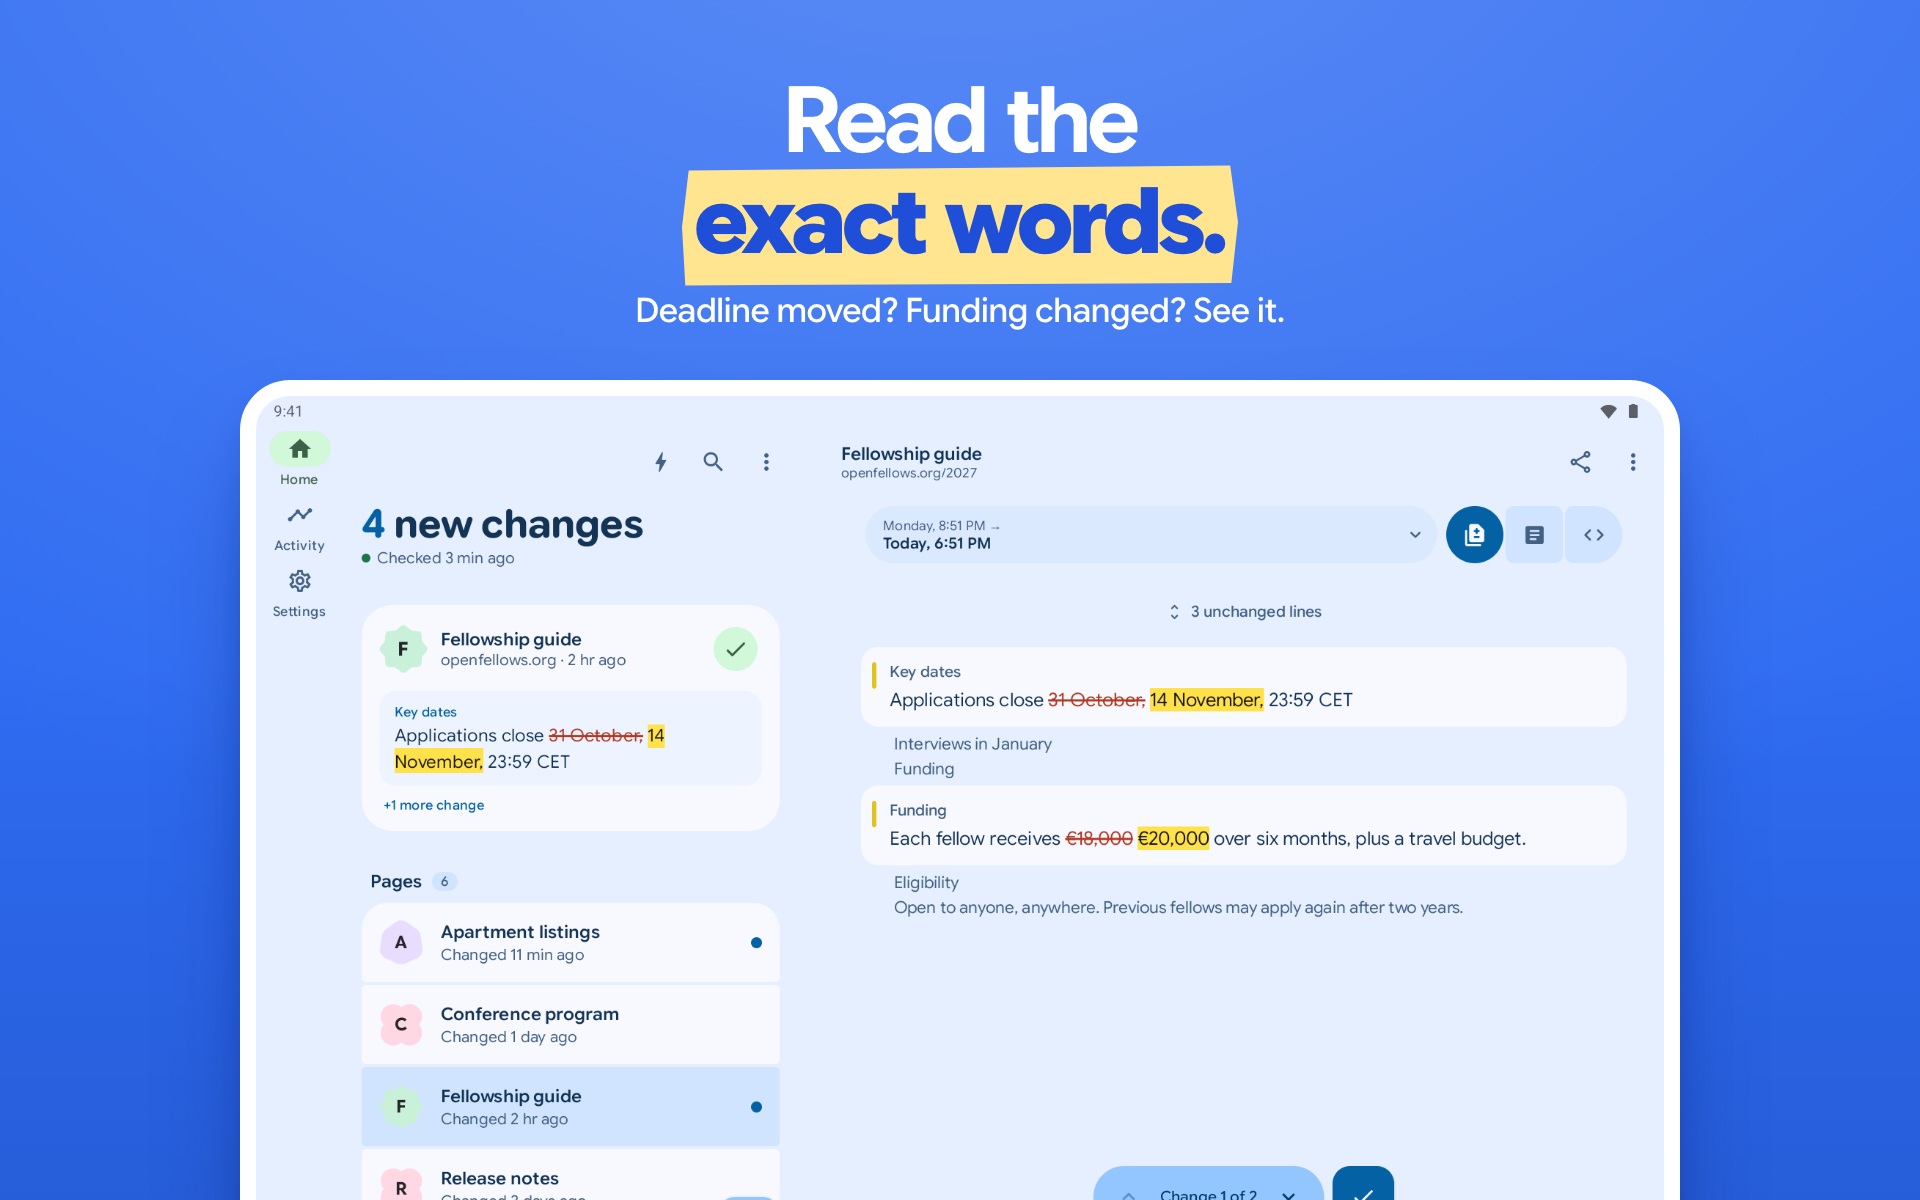 Read the
exact words.
Deadline moved? Funding changed? See it.
9:41
Home
Activity
Settings
4 new changes
Checked 3 min ago
F
Fellowship guide
openfellows.org · 2 hr ago
Key dates
Applications close 31 October, 14
November, 23:59 CET
+1 more change
Pages 6
A
Apartment listings
Changed 11 min ago
C
Conference program
Changed 1 day ago
F
Fellowship guide
Changed 2 hr ago
R
Release notes
Changed 3 days ago
Fellowship guide
openfellows.org/2027
Monday, 8:51 PM →
Today, 6:51 PM
3 unchanged lines
Key dates
Applications close 31 October, 14 November, 23:59 CET
Interviews in January
Funding
Funding
Each fellow receives €18,000 €20,000 over six months, plus a travel budget.
Eligibility
Open to anyone, anywhere. Previous fellows may apply again after two years.
Change 1 of 2